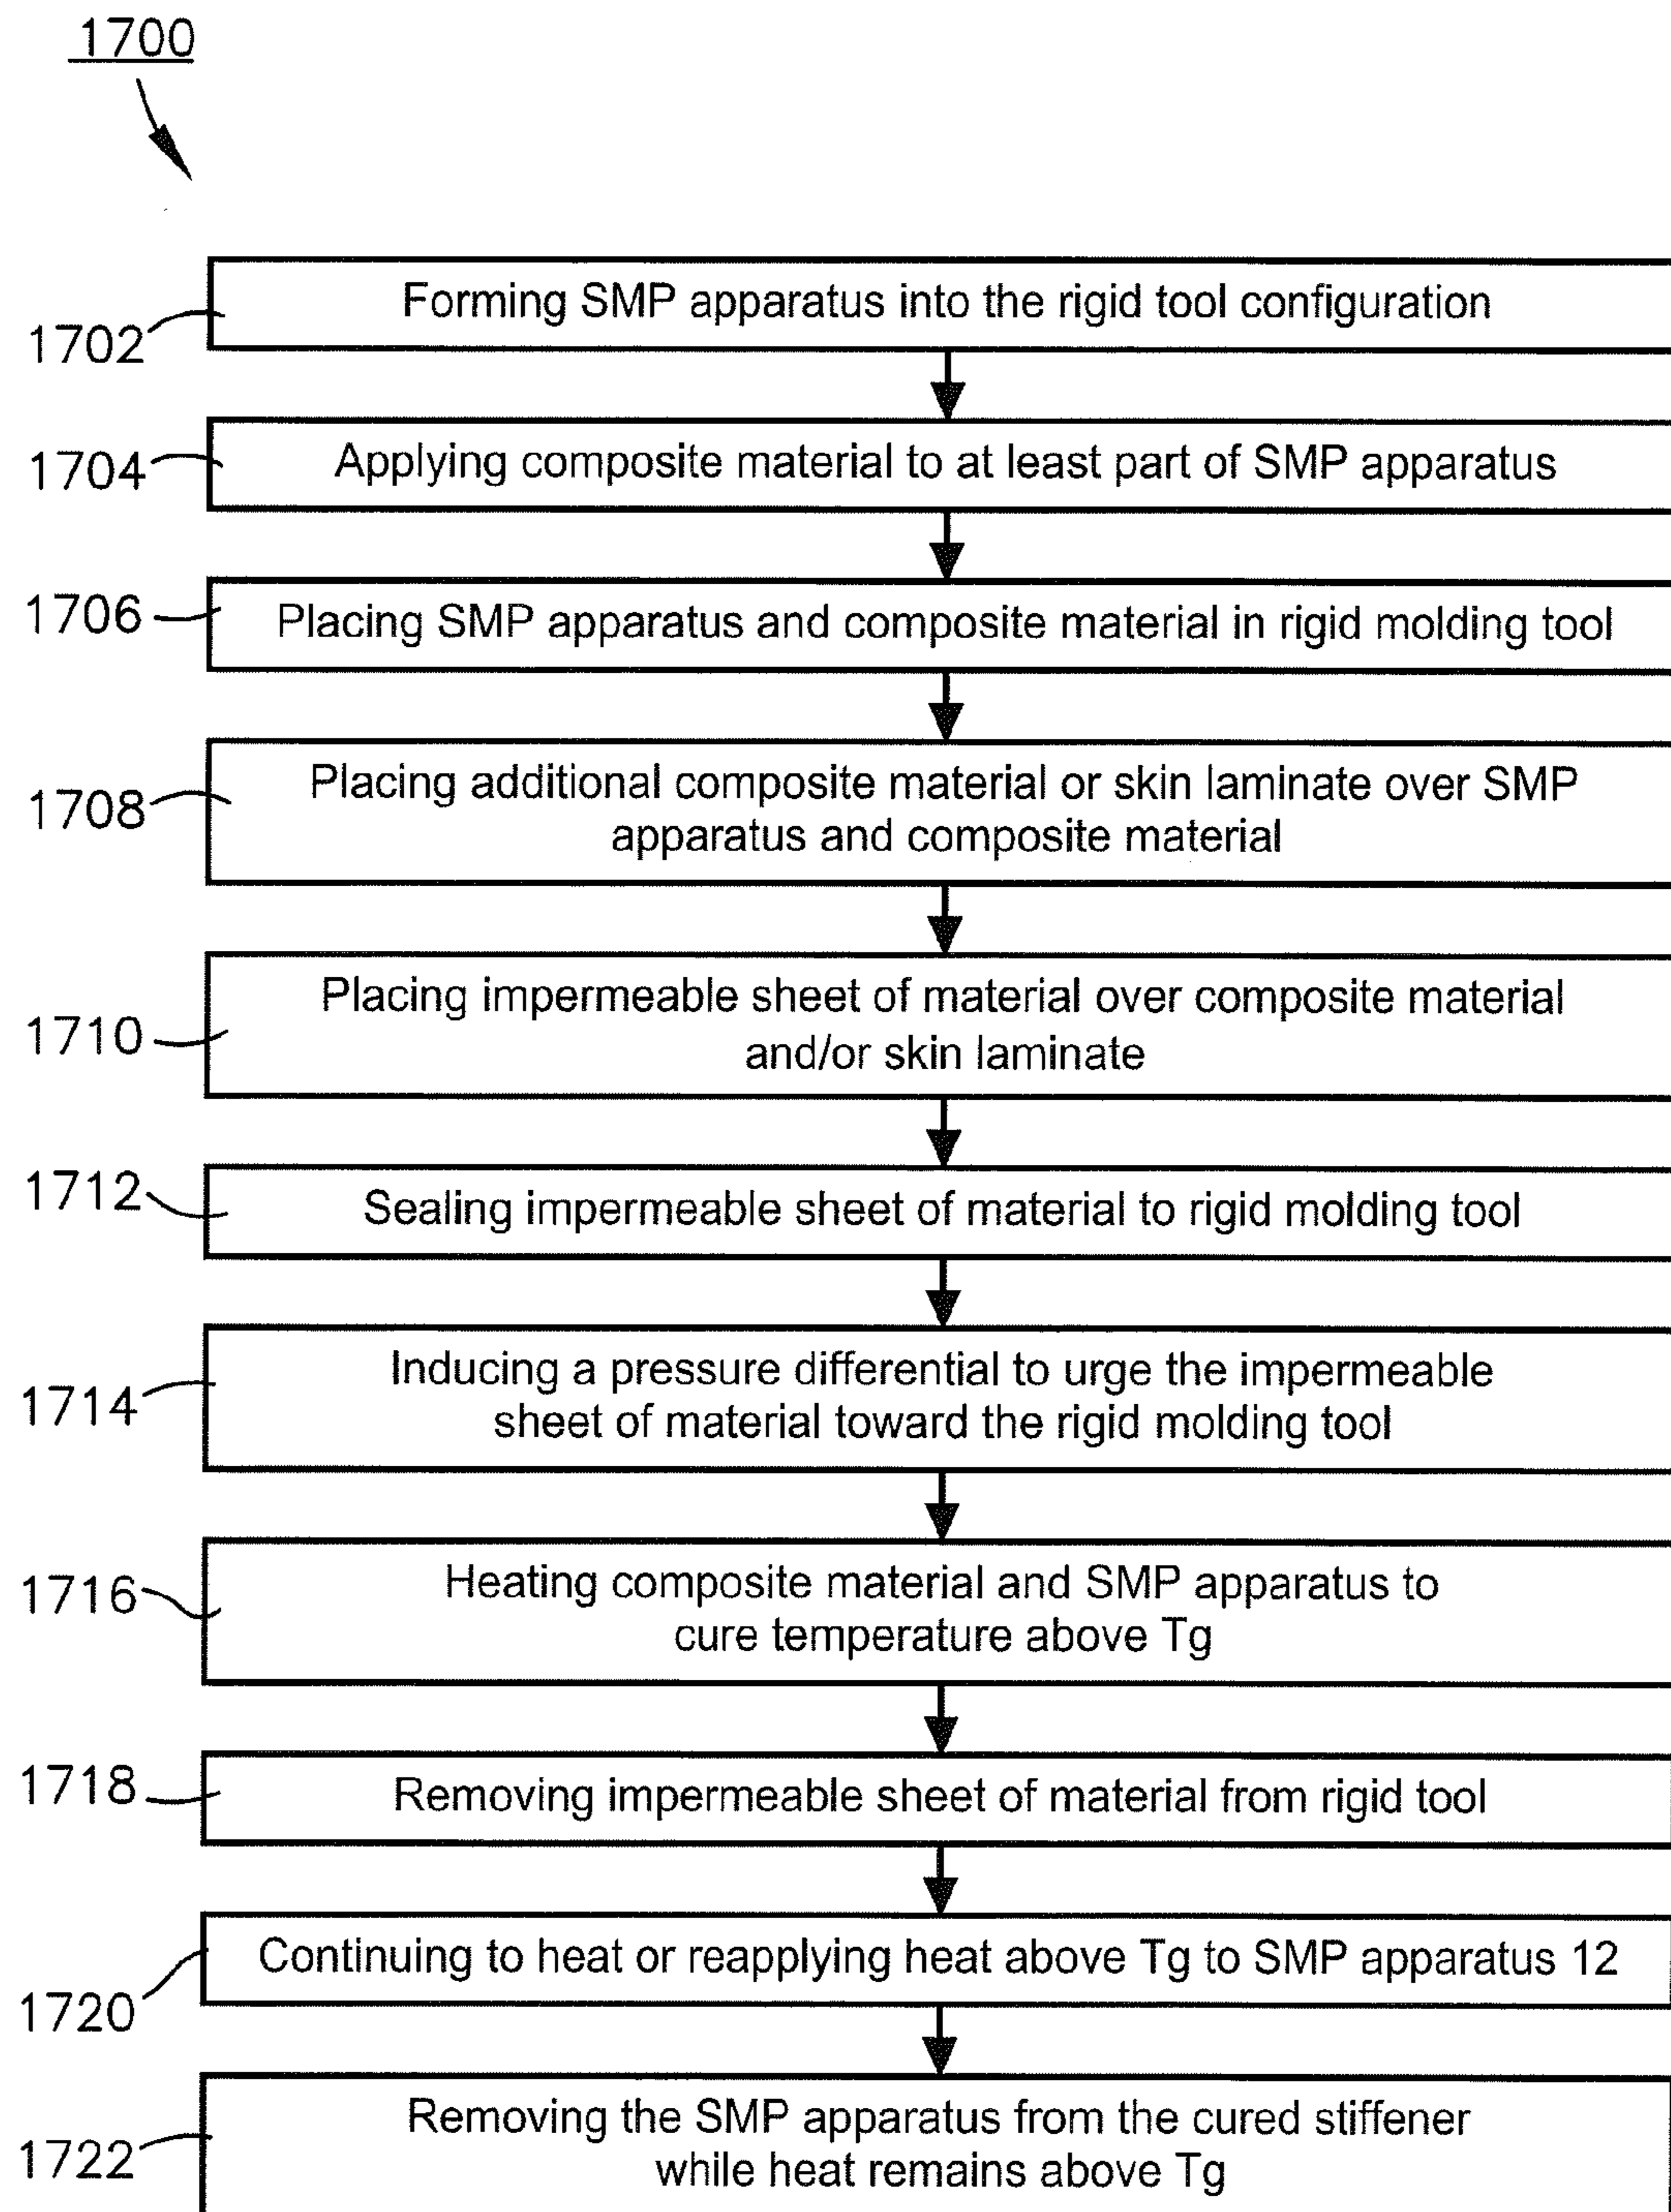 1700
Forming SMP apparatus into the rigid tool configuration
1702
Applying composite material to at least part of SMP apparatus
1704
Placing SMP apparatus and composite material in rigid molding tool
1706
Placing additional composite material or skin laminate over SMP
apparatus and composite material
1708
Placing impermeable sheet of material over composite material
and/or skin laminate
1710
Sealing impermeable sheet of material to rigid molding tool
1712
Inducing a pressure differential to urge the impermeable
sheet of material toward the rigid molding tool
1714
Heating composite material and SMP apparatus to
cure temperature above Tg
1716
Removing impermeable sheet of material from rigid tool
1718
Continuing to heat or reapplying heat above Tg to SMP apparatus 12
1720
Removing the SMP apparatus from the cured stiffener
while heat remains above Tg
1722